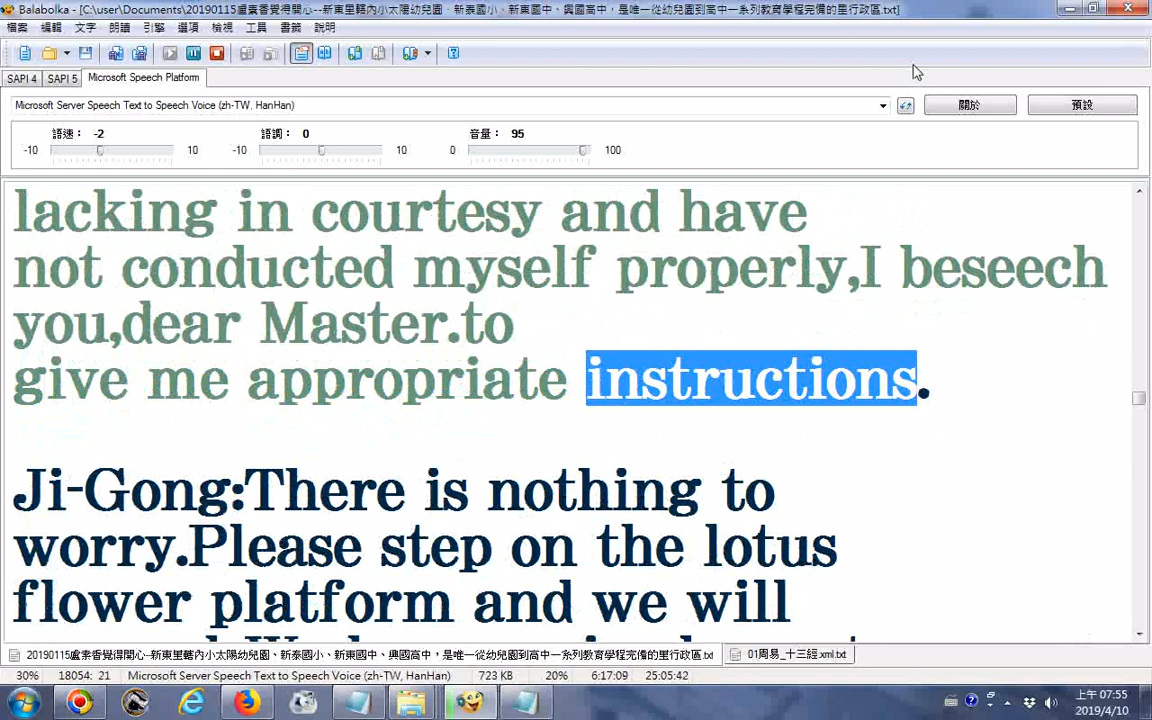 Balabolka - [C:\user\Documents\20190115盧素香覺得開心--新東里轄內小太陽幼兒園、新泰國小、新東國中、興國高中，是唯一從幼兒園到高中一系列教育學程完備的里行政區.txt]
檔案 編輯 文字 朗讀 引擎 選項 檢視 工具 書籤 說明
SAPI 4 SAPI 5 Microsoft Speech Platform
Microsoft Server Speech Text to Speech Voice (zh-TW, HanHan) 關於 預設
語速： -2 語調： 0 音量： 95
-10 10 -10 10 0 100
lacking in courtesy and have
not conducted myself properly,I beseech
you,dear Master.to
give me appropriate instructions.
Ji-Gong:There is nothing to
worry.Please step on the lotus
flower platform and we will
20190115盧素香覺得開心--新東里轄內小太陽幼兒園、新泰國小、新東國中、興國高中，是唯一從幼兒園到高中一系列教育學程完備的里行政區.txt 01周易_十三經.xml.txt
30% 18054: 21 Microsoft Server Speech Text to Speech Voice (zh-TW, HanHan) 723 KB 20% 6:17:09 25:05:42
上午 07:55
2019/4/10